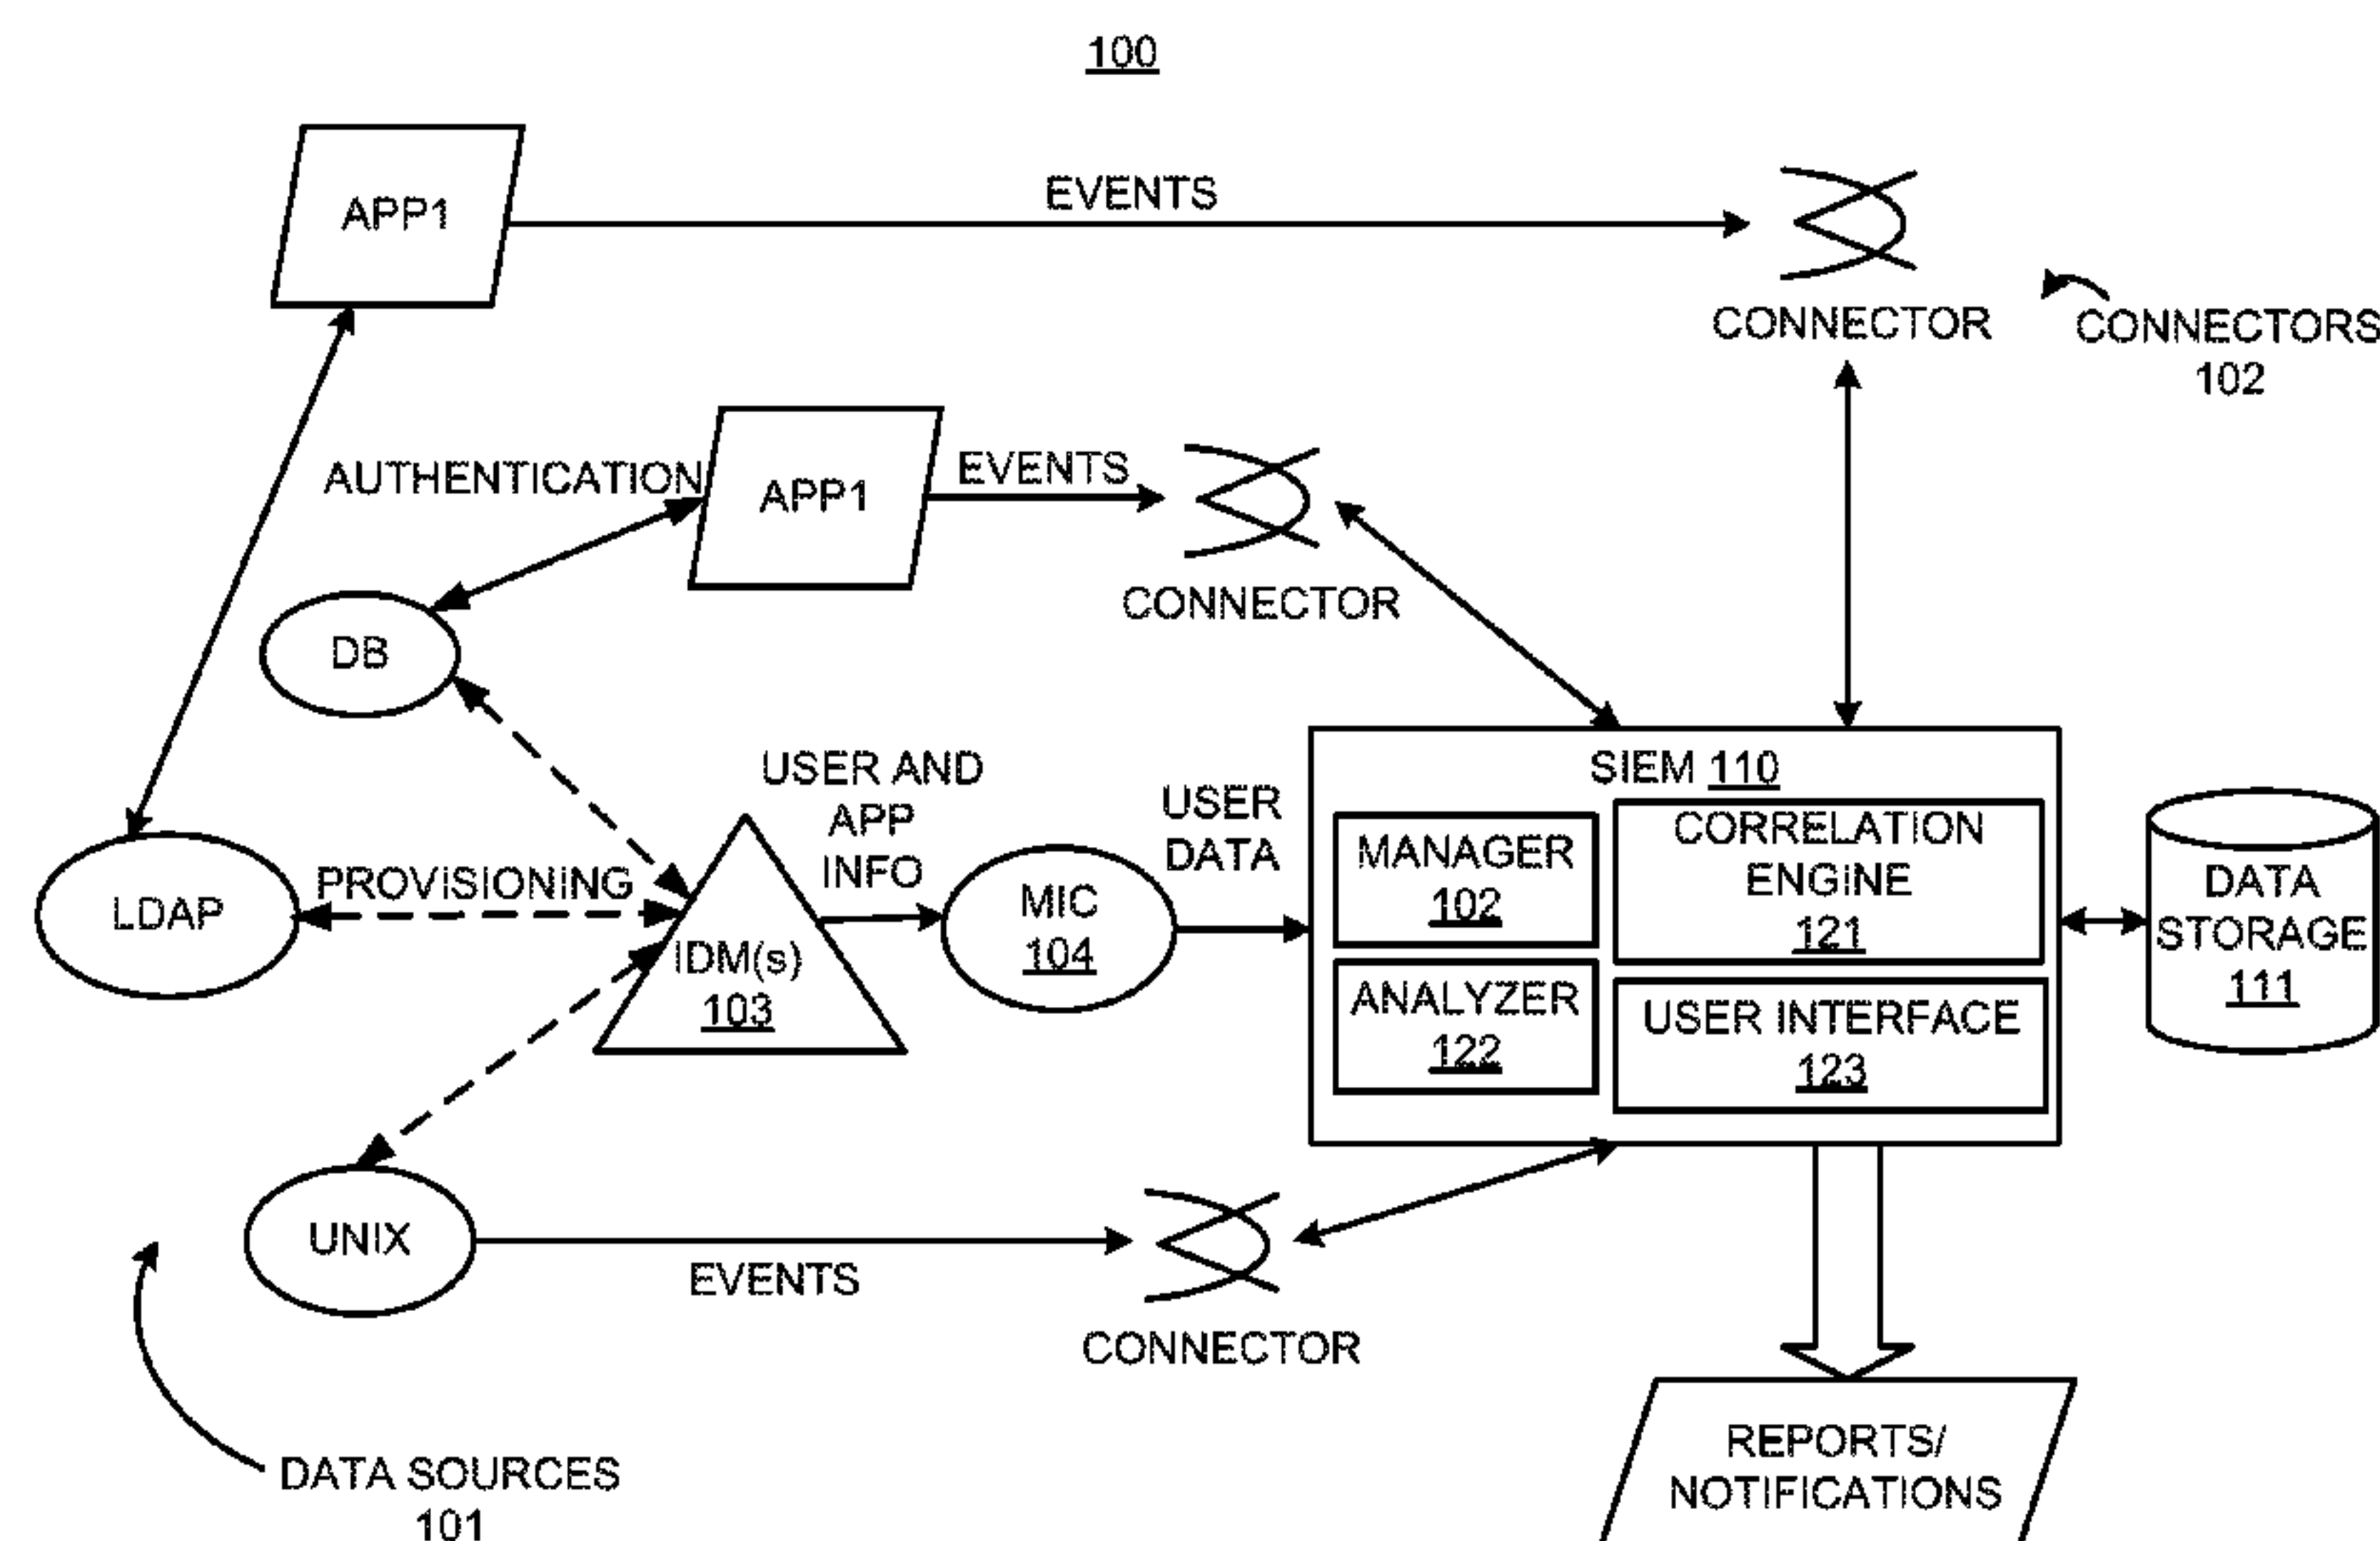 100
APP1
EVENTS
CONNECTOR
CONNECTORS
102
AUTHENTICATION
APP1
EVENTS
CONNECTOR
DB
USER AND
APP
INFO
USER
DATA
LDAP
PROVISIONING
IDM(s)
103
MIC
104
SIEM 110
MANAGER
102
CORRELATION
ENGINE
121
ANALYZER
122
USER INTERFACE
123
DATA
STORAGE
111
UNIX
EVENTS
CONNECTOR
DATA SOURCES
101
REPORTS/
NOTIFICATIONS